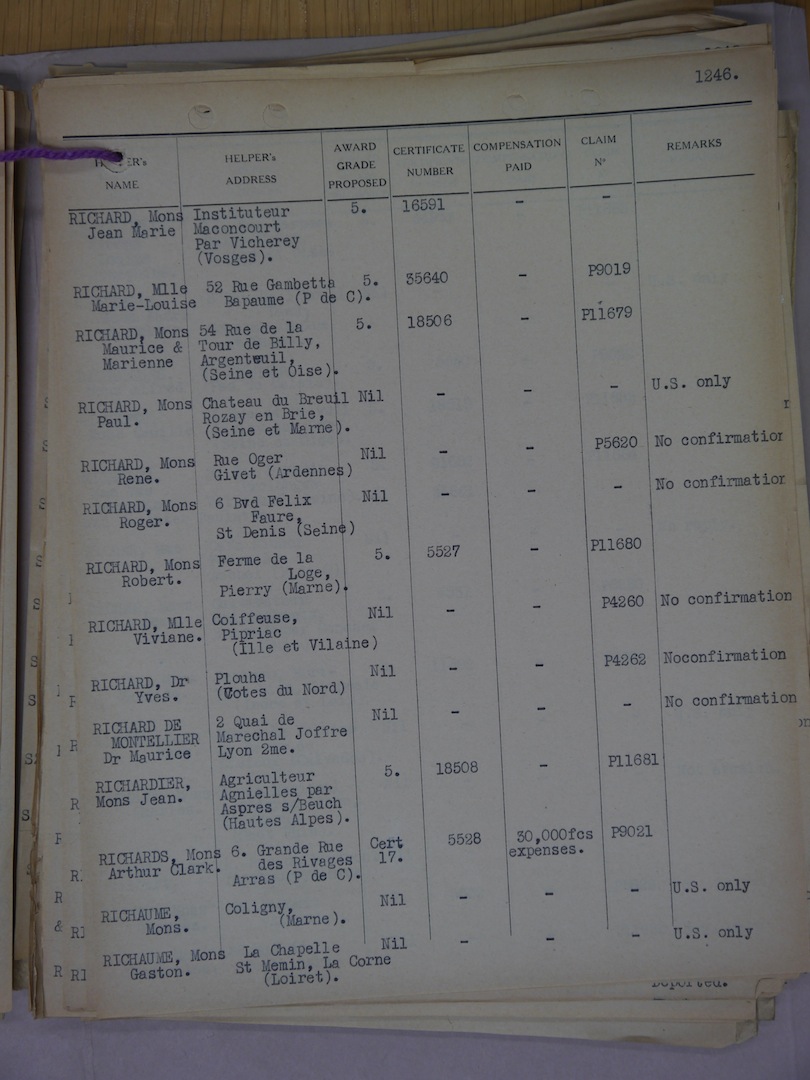 1246.
HELPER's NAME HELPER's ADDRESS AWARD GRADE PROPOSED CERTIFICATE NUMBER COMPENSATION PAID CLAIM Nº REMARKS
RICHARD, Mons Instituteur 5. 16591 - -
Jean Marie Maconcourt
Par Vicherey
(Vosges).
RICHARD, Mlle 52 Rue Gambetta 5. 35640 - P9019
Marie-Louise Bapaume (P de C).
RICHARD, Mons 54 Rue de la 5. 18506 - P11679
Maurice & Tour de Billy,
Marienne Argenteuil,
(Seine et Oise).
RICHARD, Mons Chateau du Breuil Nil - - - U.S. only
Paul. Rozay en Brie,
(Seine et Marne).
RICHARD, Mons Rue Oger Nil - - P5620 No confirmation
Rene. Givet (Ardennes)
RICHARD, Mons 6 Bvd Felix Nil - - - No confirmation
Roger. Faure,
St Denis (Seine)
RICHARD, Mons Ferme de la 5. 5527 - P11680
Robert. Loge,
Pierry (Marne).
RICHARD, Mlle Coiffeuse, Nil - - P4260 No confirmation
Viviane. Pipriac
(Ille et Vilaine)
RICHARD, Dr Plouha Nil - - P4262 Noconfirmation
Yves. (Cotes du Nord)
RICHARD DE 2 Quai de Nil - - - No confirmation
MONTELLIER Marechal Joffre
Dr Maurice Lyon 2me.
RICHARDIER, Agriculteur 5. 18508 - P11681
Mons Jean. Agnielles par
Aspres s/Beuch
(Hautes Alpes).
RICHARDS, Mons 6. Grande Rue Cert 5528 30,000fcs P9021
Arthur Clark. des Rivages 17. expenses.
Arras (P de C).
RICHAUME, Coligny, Nil - - - U.S. only
Mons. (Marne).
RICHAUME, Mons La Chapelle Nil - - - U.S. only
Gaston. St Memin, La Corne
(Loiret).